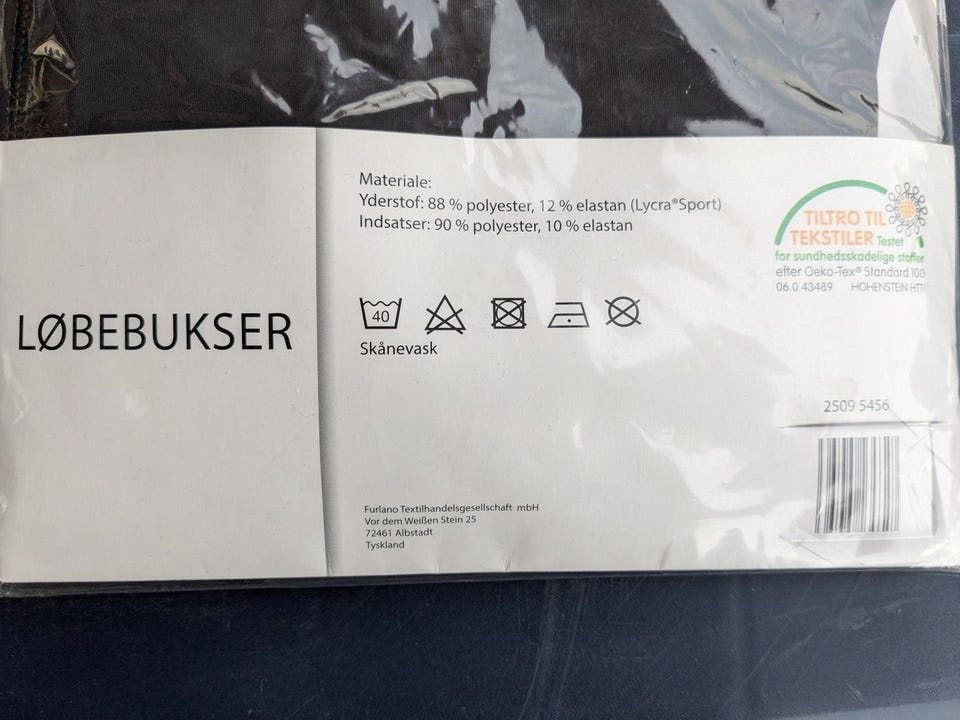 LØBEBUKSER
Materiale:
Yderstof: 88 % polyester, 12 % elastan (Lycra®Sport)
Indsatser: 90 % polyester, 10 % elastan
40
Skånevask
Furlano Textilhandelsgesellschaft mbH
Vor dem Weißen Stein 25
72461 Albstadt
Tyskland
TILTRO TIL
TEKSTILER Testet
for sundhedsskadelige stoffer
efter Oeko-Tex® Standard 100
06.0.43489 HOHENSTEIN HTTI
2509 5456